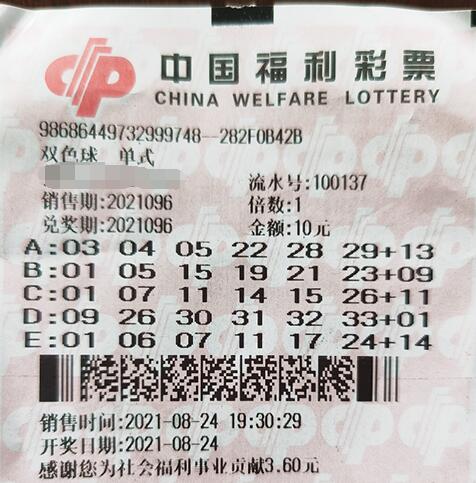 中国福利彩票
CHINA WELFARE LOTTERY
98686449732999748--282F0B42B
双色球 单式
流水号:100137
销售期:2021096 倍数:1
兑奖期:2021096 金额:10元
A:03 04 05 22 28 29+13
B:01 05 15 19 21 23+09
C:01 07 11 14 15 26+11
D:09 26 30 31 32 33+01
E:01 06 07 11 17 24+14
销售时间:2021-08-24 19:30:29
开奖日期:2021-08-24
感谢您为社会福利事业贡献3.60元